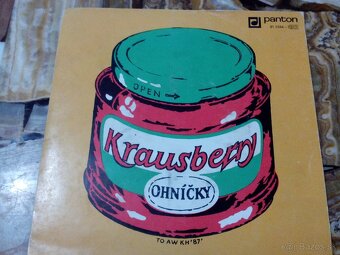 panton
OPEN →
Krausberry
OHNÍČKY
TO AW KH'87'